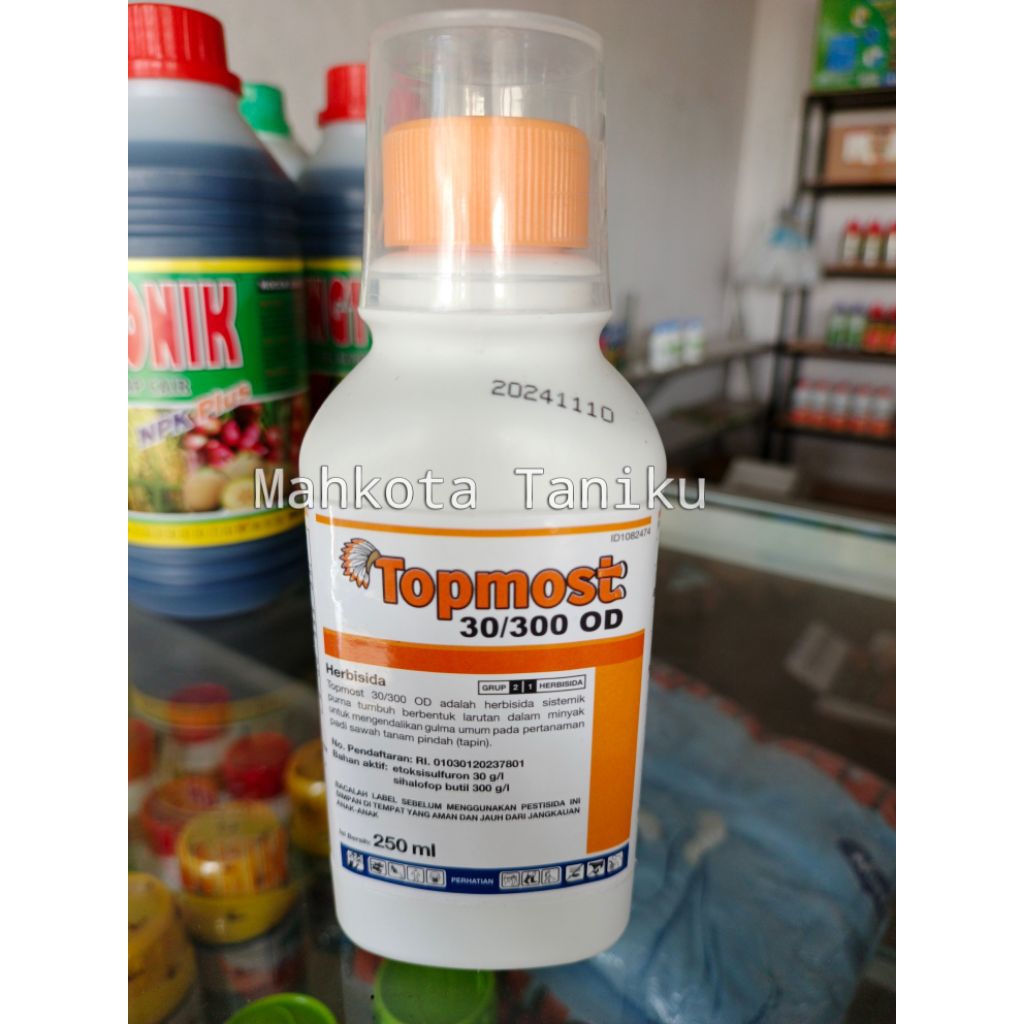 20241110
Mahkota Taniku
ONIK
NPK Plus
ID1082474
Topmost
30/300 OD
Herbisida
GRUP 2 1 HERBISIDA
Topmost 30/300 OD adalah herbisida sistemik
purna tumbuh berbentuk larutan dalam minyak
untuk mengendalikan gulma umum pada pertanaman
padi sawah tanam pindah (tapin).
No. Pendaftaran: RI. 01030120237801
Bahan aktif: etoksisulfuron 30 g/l
sihalofop butil 300 g/l
BACALAH LABEL SEBELUM MENGGUNAKAN PESTISIDA INI
SIMPAN DI TEMPAT YANG AMAN DAN JAUH DARI JANGKAUAN
ANAK-ANAK
Isi Bersih: 250 ml
PERHATIAN